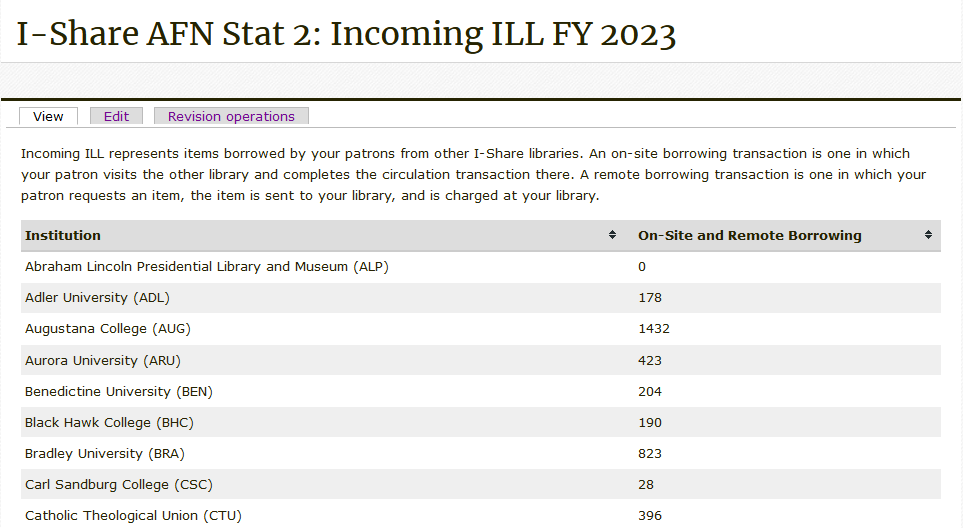 I-Share AFN Stat 2: Incoming ILL FY 2023
View Edit Revision operations
Incoming ILL represents items borrowed by your patrons from other I-Share libraries. An on-site borrowing transaction is one in which
your patron visits the other library and completes the circulation transaction there. A remote borrowing transaction is one in which your
patron requests an item, the item is sent to your library, and is charged at your library.
Institution On-Site and Remote Borrowing
Abraham Lincoln Presidential Library and Museum (ALP) 0
Adler University (ADL) 178
Augustana College (AUG) 1432
Aurora University (ARU) 423
Benedictine University (BEN) 204
Black Hawk College (BHC) 190
Bradley University (BRA) 823
Carl Sandburg College (CSC) 28
Catholic Theological Union (CTU) 396